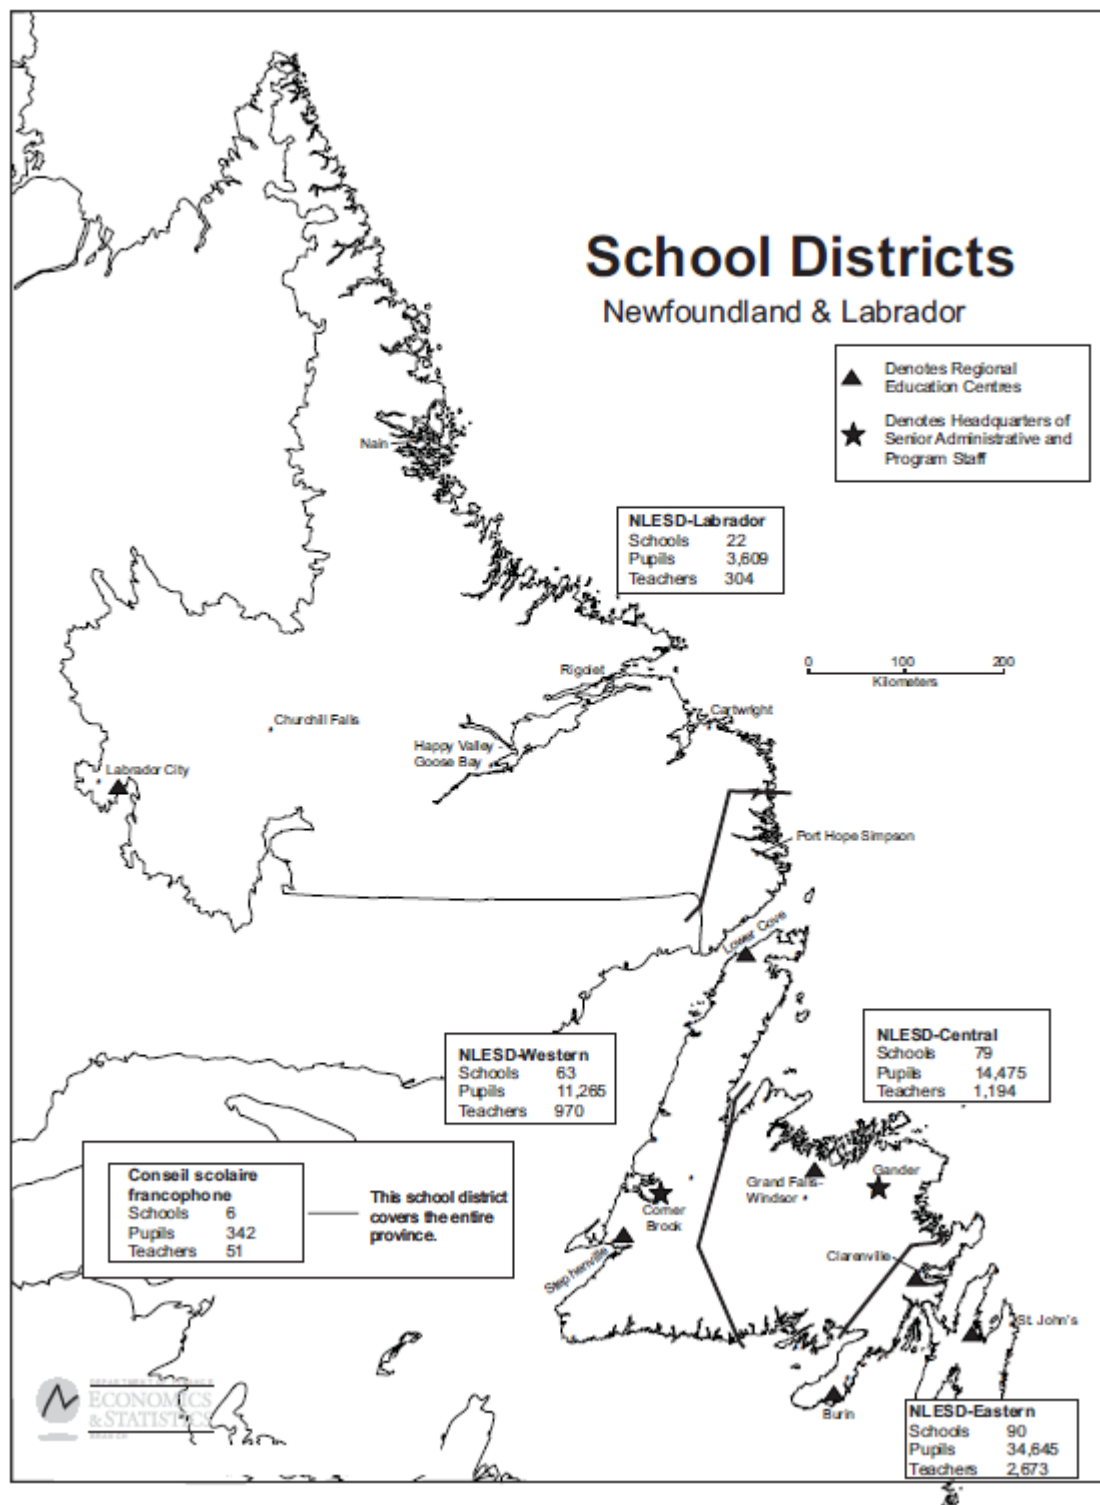 School Districts
Newfoundland & Labrador
Denotes Regional
Education Centres
Denotes Headquarters of
Senior Administrative and
Program Staff
Nain
NLESD-Labrador
Schools 22
Pupils 3,609
Teachers 304
0 100 200
Kilometers
Rigolet
Cartwright
Churchill Falls
Happy Valley -
Goose Bay
Labrador City
Port Hope Simpson
Lower Cove
NLESD-Central
Schools 79
Pupils 14,475
Teachers 1,194
NLESD-Western
Schools 63
Pupils 11,265
Teachers 970
Conseil scolaire
francophone
Schools 6
Pupils 342
Teachers 51
This school district
covers the entire
province.
Gander
Grand Falls-
Windsor
Corner
Brook
Stephenville
Clarenville
St. John's
Burin
NLESD-Eastern
Schools 90
Pupils 34,645
Teachers 2,673
ECONOMICS
& STATISTICS
BRANCH